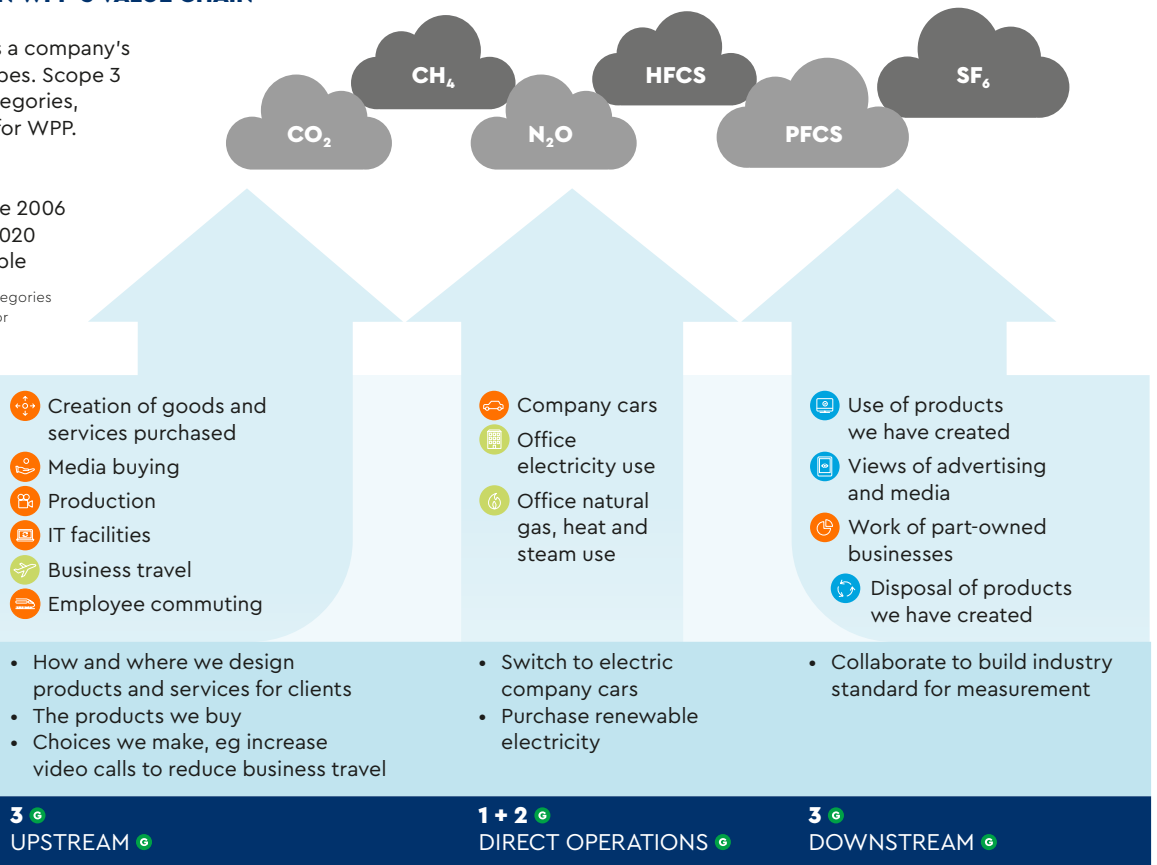 s a company's
pes. Scope 3
egories,
for WPP.
e 2006
020
ple
egories
or
CH₄
HFCS
SF₆
CO₂
N₂O
PFCS
Creation of goods and
services purchased
Media buying
Production
IT facilities
Business travel
Employee commuting
Company cars
Office
electricity use
Office natural
gas, heat and
steam use
Use of products
we have created
Views of advertising
and media
Work of part-owned
businesses
Disposal of products
we have created
• How and where we design
products and services for clients
• The products we buy
• Choices we make, eg increase
video calls to reduce business travel
• Switch to electric
company cars
• Purchase renewable
electricity
• Collaborate to build industry
standard for measurement
3 G
UPSTREAM G
1 + 2 G
DIRECT OPERATIONS G
3 G
DOWNSTREAM G